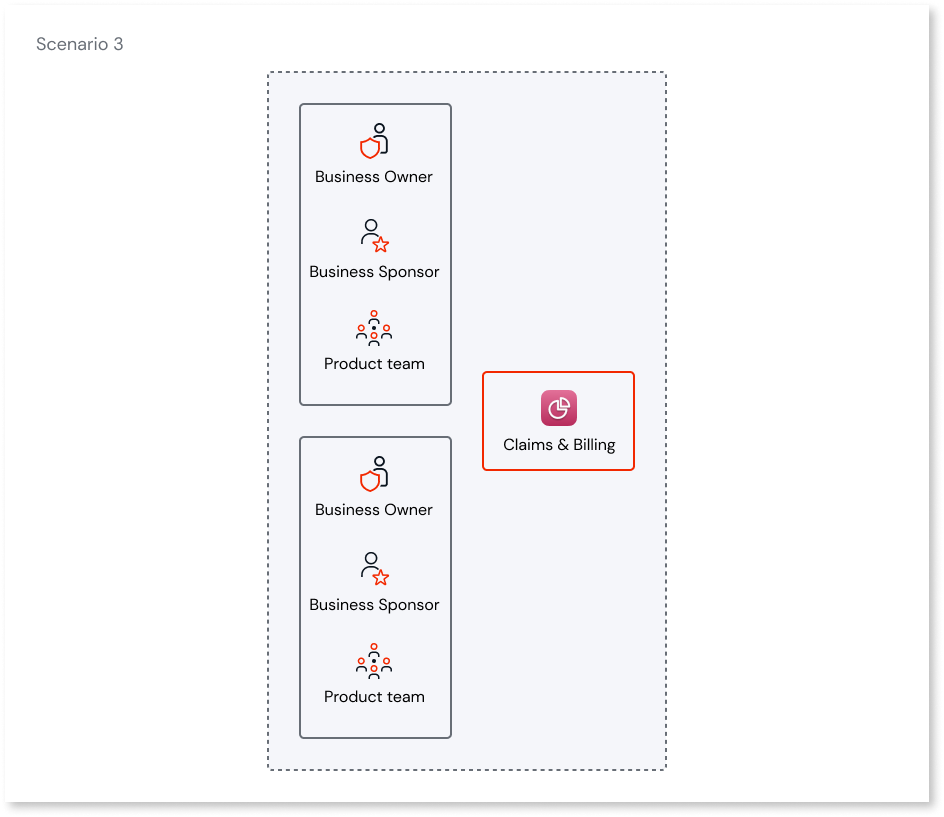 Scenario 3
Business Owner
Business Sponsor
Product team
Claims & Billing
Business Owner
Business Sponsor
Product team